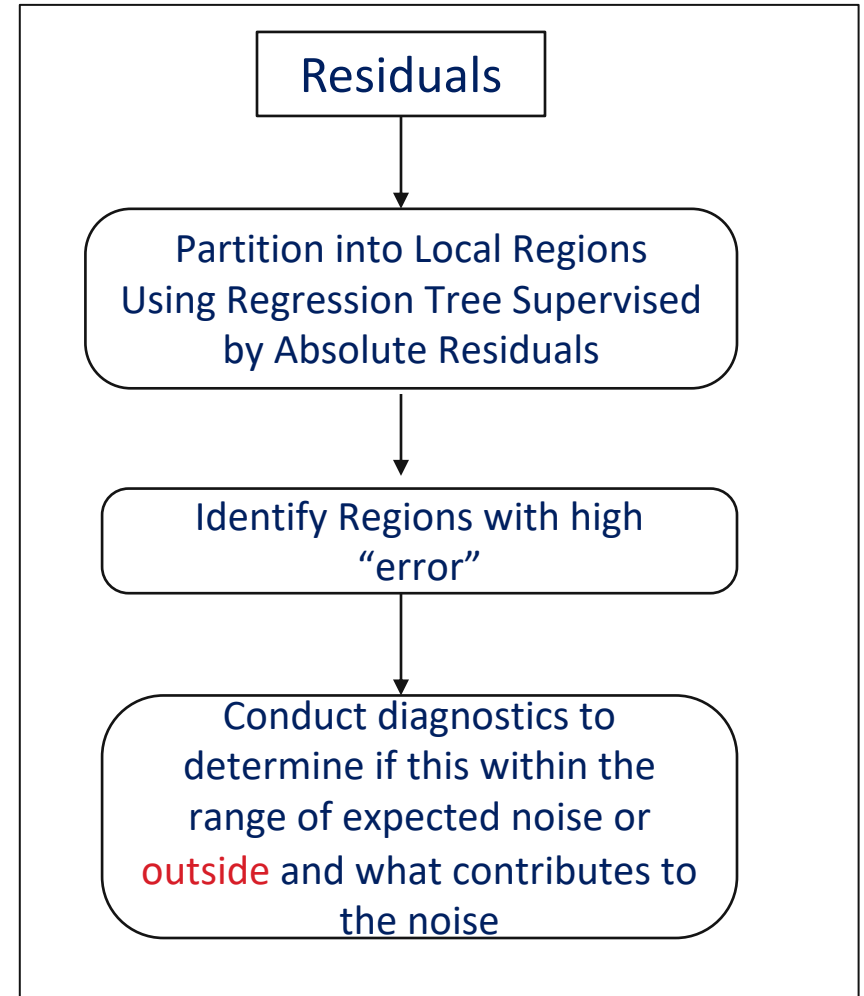 Residuals
Partition into Local Regions
Using Regression Tree Supervised
by Absolute Residuals
Identify Regions with high
“error”
Conduct diagnostics to
determine if this within the
range of expected noise or
outside and what contributes to
the noise